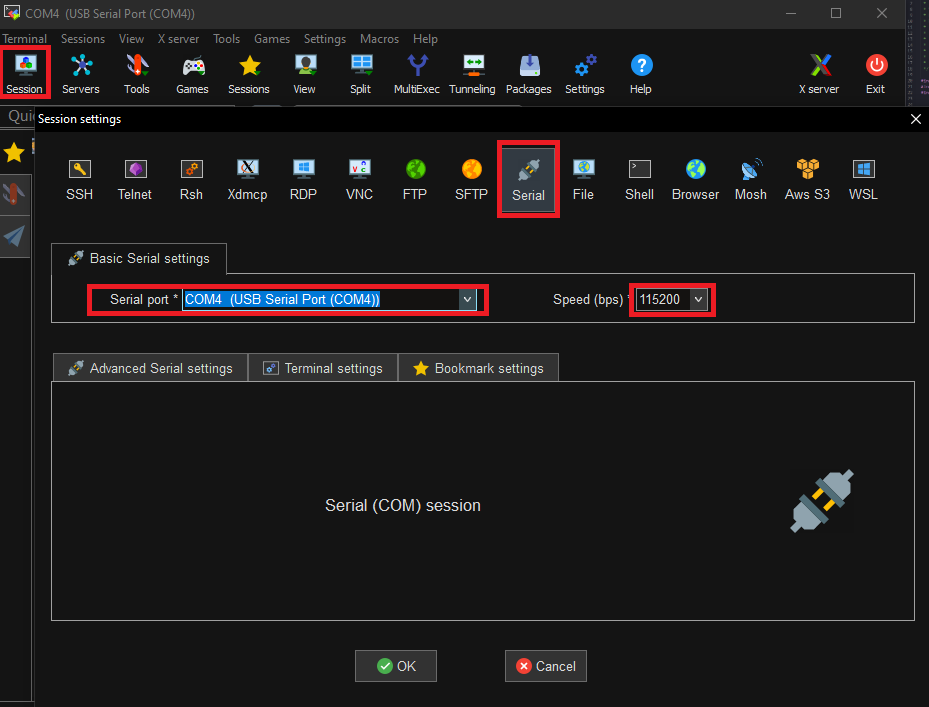 COM4 (USB Serial Port (COM4))
Terminal Sessions View X server Tools Games Settings Macros Help
Session Servers Tools Games Sessions View Split MultiExec Tunneling Packages Settings Help X server Exit
Session settings
SSH Telnet Rsh Xdmcp RDP VNC FTP SFTP Serial File Shell Browser Mosh Aws S3 WSL
Basic Serial settings
Serial port * COM4 (USB Serial Port (COM4)) Speed (bps) * 115200
Advanced Serial settings Terminal settings Bookmark settings
Serial (COM) session
OK Cancel